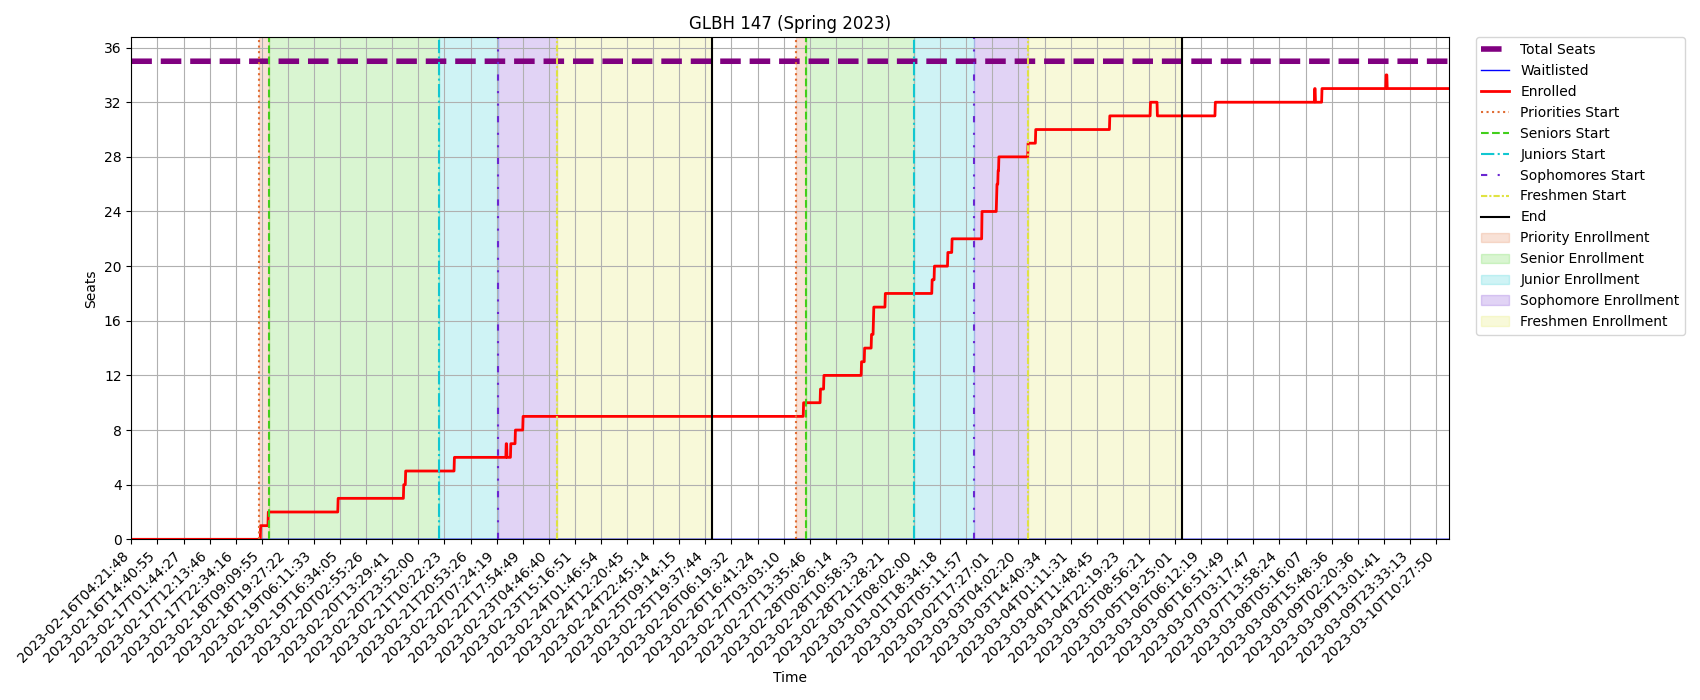 GLBH 147 (Spring 2023)
36
32
28
24
20
16
12
8
4
0
Seats
2023-02-16T04:21:48
2023-02-16T14:40:55
2023-02-17T01:44:27
2023-02-17T12:13:46
2023-02-17T22:34:16
2023-02-18T09:09:55
2023-02-18T19:27:22
2023-02-19T06:11:33
2023-02-19T16:34:05
2023-02-20T02:55:26
2023-02-20T13:29:41
2023-02-20T23:52:00
2023-02-21T10:22:23
2023-02-21T20:53:26
2023-02-22T07:24:19
2023-02-22T17:54:49
2023-02-23T04:46:40
2023-02-23T15:16:51
2023-02-24T01:46:54
2023-02-24T12:20:45
2023-02-24T22:45:14
2023-02-25T09:14:15
2023-02-25T19:37:44
2023-02-26T06:19:32
2023-02-26T16:41:24
2023-02-27T03:03:10
2023-02-27T13:35:46
2023-02-28T00:26:14
2023-02-28T10:58:33
2023-02-28T21:28:21
2023-03-01T08:02:00
2023-03-01T18:34:18
2023-03-02T05:11:57
2023-03-02T17:27:01
2023-03-03T04:02:20
2023-03-03T14:40:34
2023-03-04T01:11:31
2023-03-04T11:48:45
2023-03-04T22:19:23
2023-03-05T08:56:21
2023-03-05T19:25:01
2023-03-06T06:12:19
2023-03-06T16:51:49
2023-03-07T03:17:47
2023-03-07T13:58:24
2023-03-08T05:16:07
2023-03-08T15:48:36
2023-03-09T02:20:36
2023-03-09T13:01:41
2023-03-09T23:33:13
2023-03-10T10:27:50
Time
Total Seats
Waitlisted
Enrolled
Priorities Start
Seniors Start
Juniors Start
Sophomores Start
Freshmen Start
End
Priority Enrollment
Senior Enrollment
Junior Enrollment
Sophomore Enrollment
Freshmen Enrollment